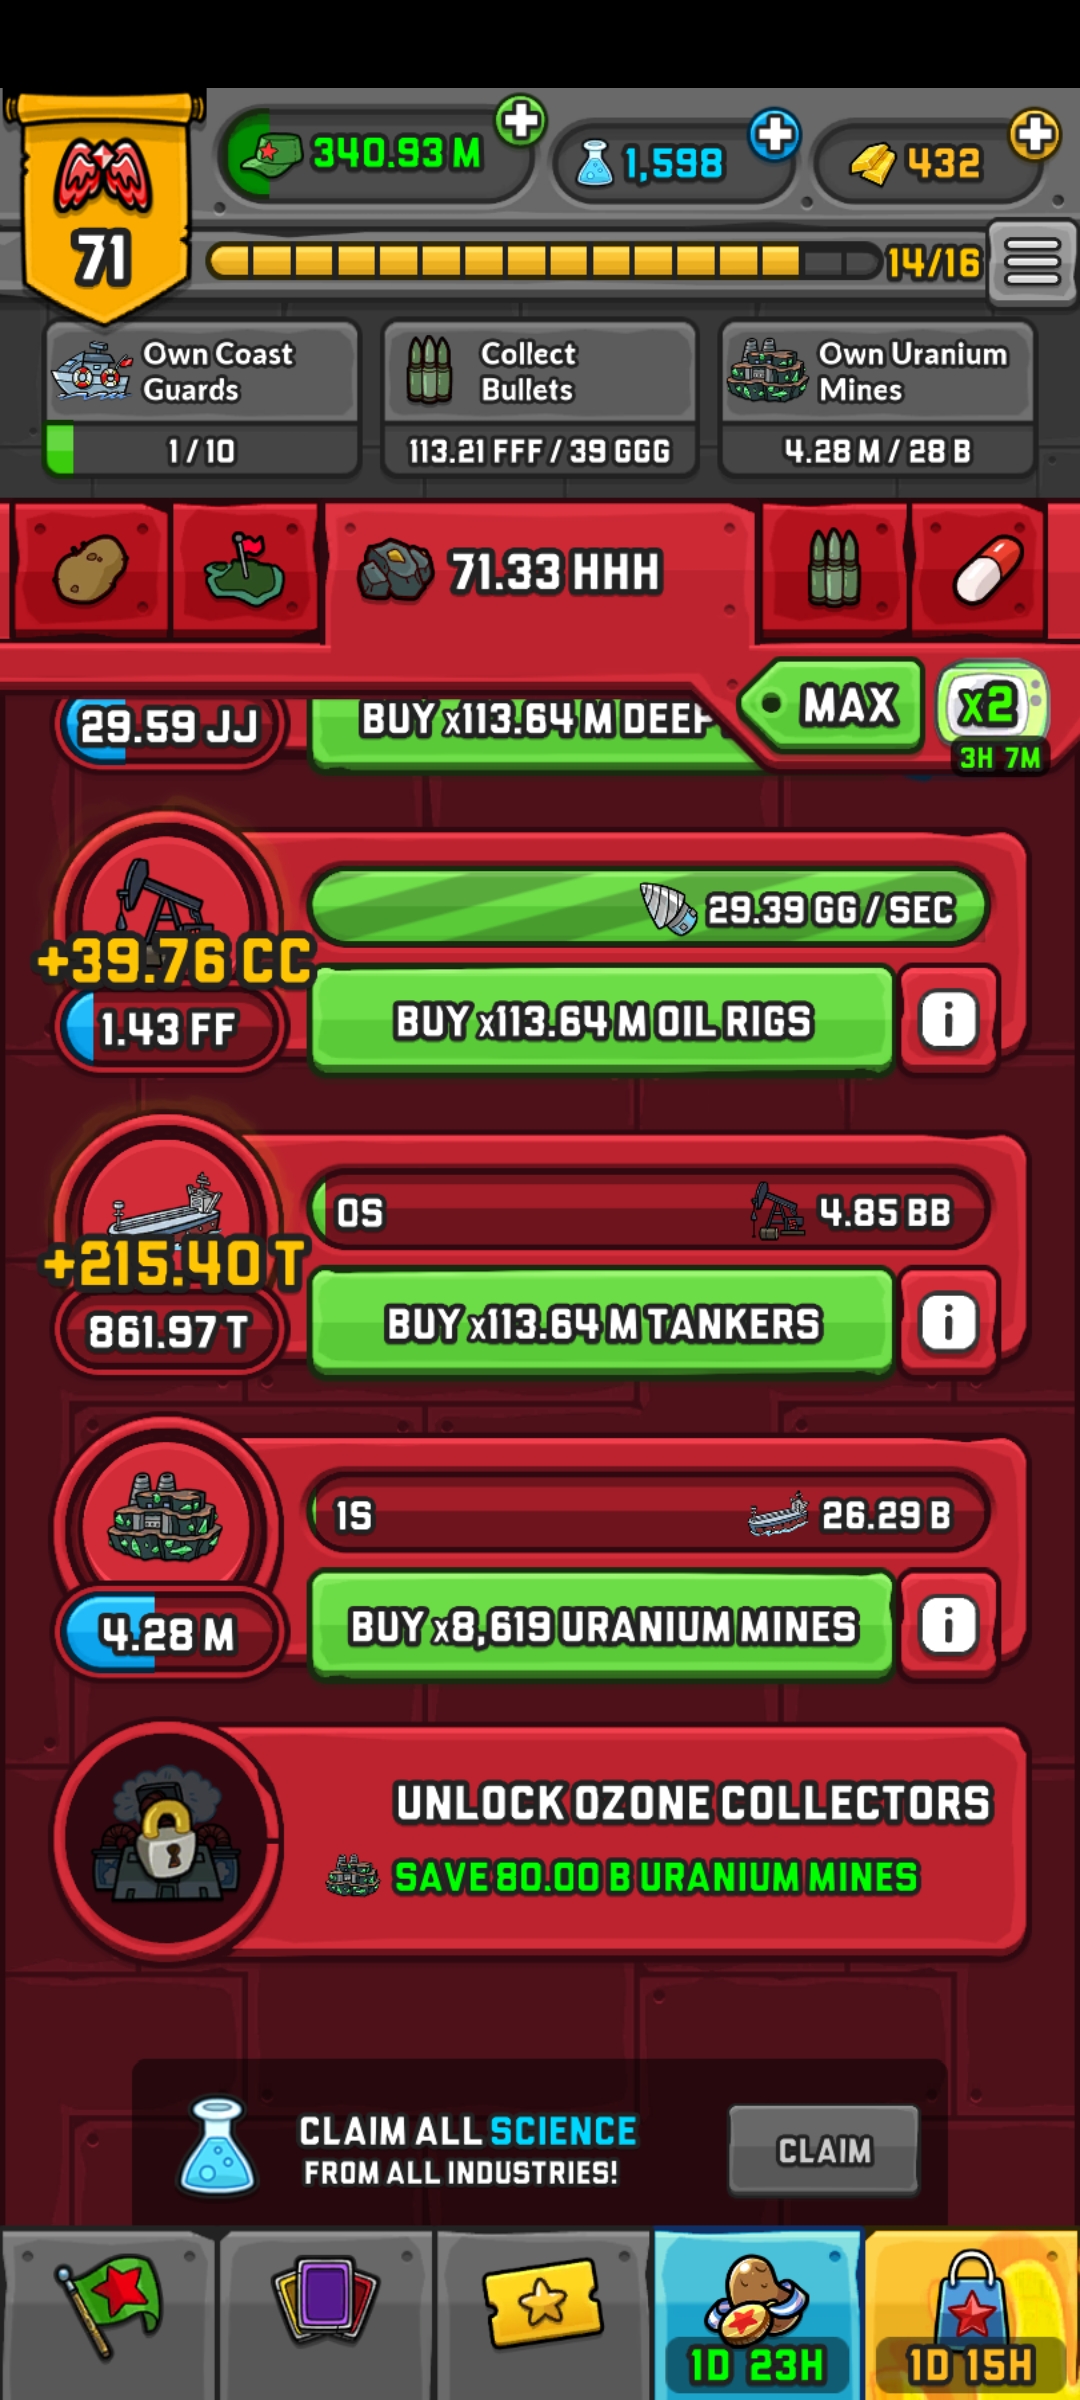 340.93 M
1,598
432
71
14/16
Own Coast
Guards
1 / 10
Collect
Bullets
113.21 FFF / 39 GGG
Own Uranium
Mines
4.28 M / 28 B
71.33 HHH
29.59 JJ
BUY x113.64 M DEEP
MAX
x2
3H 7M
29.39 GG / SEC
+39.76 CC
1.43 FF
BUY x113.64 M OIL RIGS
i
0S
4.85 BB
+215.40 T
861.97 T
BUY x113.64 M TANKERS
i
1S
26.29 B
4.28 M
BUY x8,619 URANIUM MINES
i
UNLOCK OZONE COLLECTORS
SAVE 80.00 B URANIUM MINES
CLAIM ALL SCIENCE
FROM ALL INDUSTRIES!
CLAIM
1D 23H
1D 15H